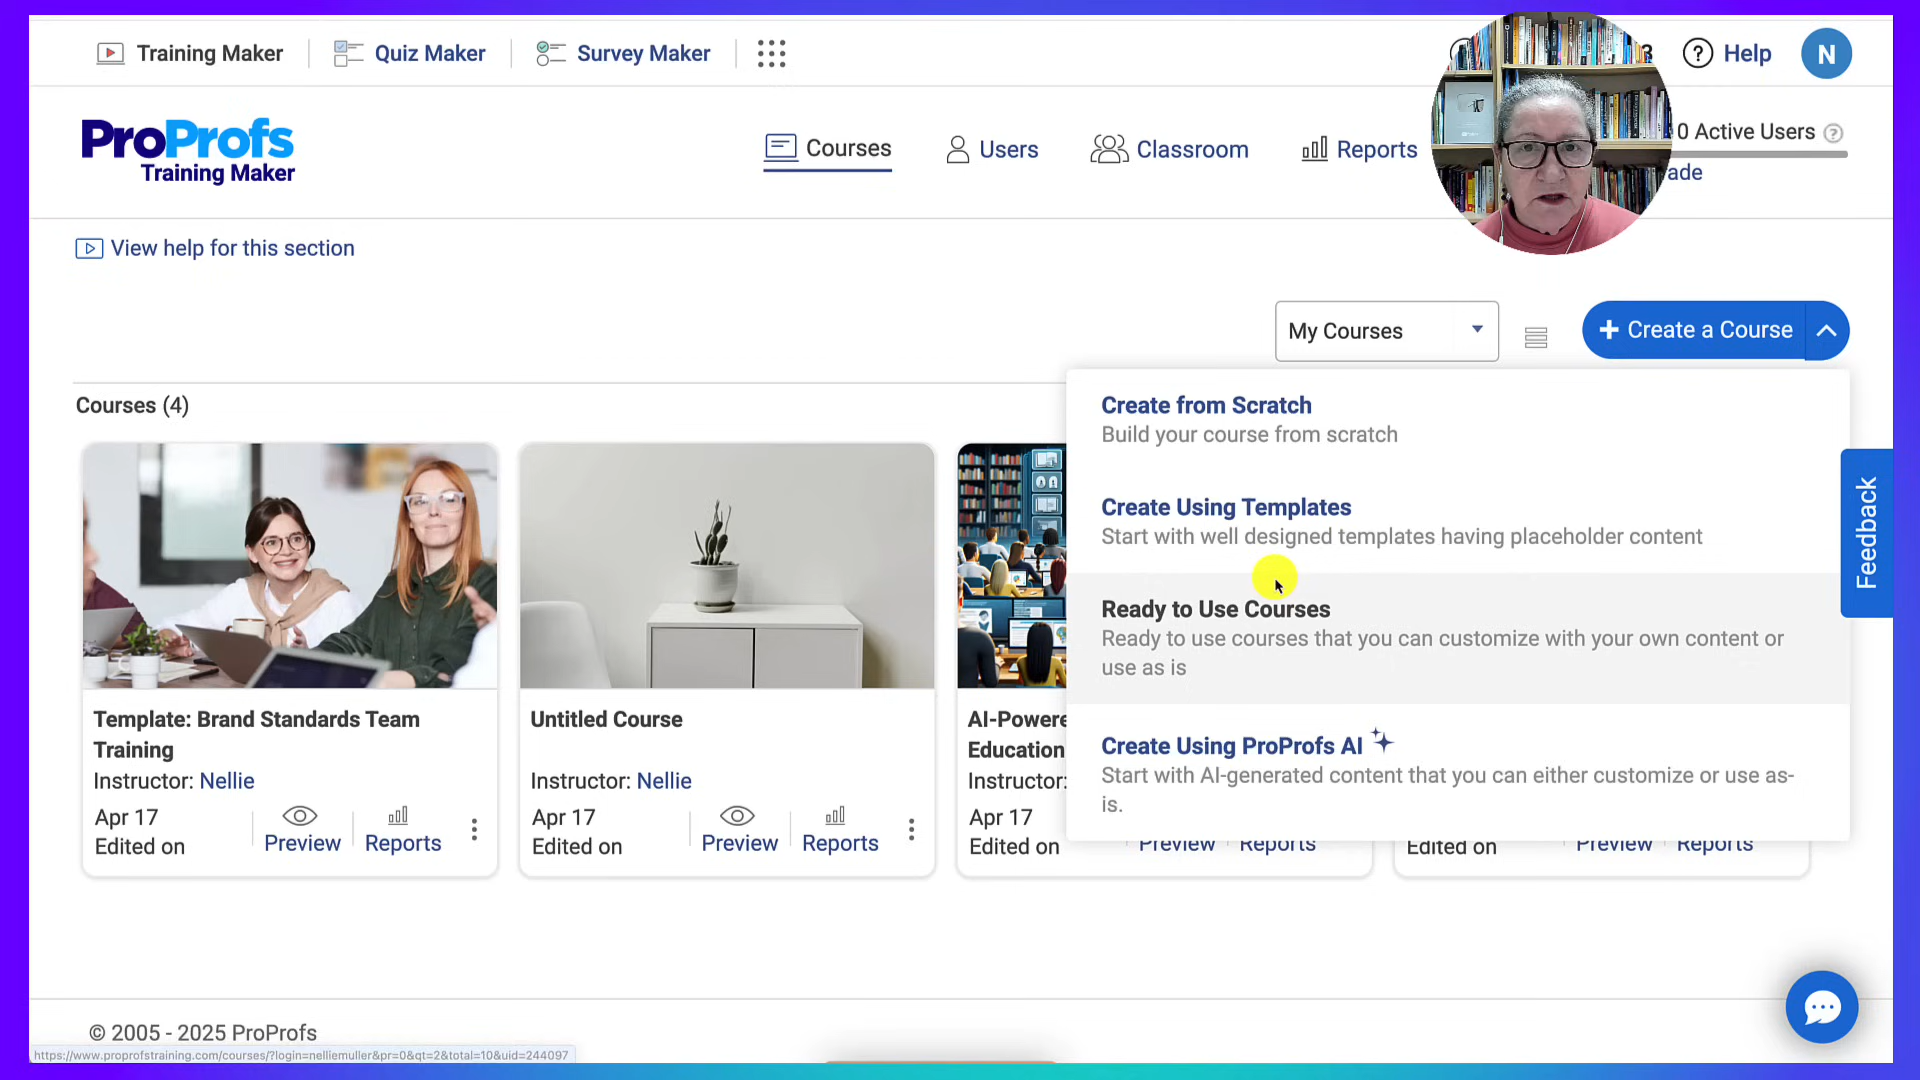 Training Maker
Quiz Maker
Survey Maker
Help
N
ProProfs
Training Maker
Courses
Users
Classroom
Reports
0 Active Users
View help for this section
My Courses
+ Create a Course
Courses (4)
Create from Scratch
Build your course from scratch
Create Using Templates
Start with well designed templates having placeholder content
Ready to Use Courses
Ready to use courses that you can customize with your own content or
use as is
Create Using ProProfs AI
Start with AI-generated content that you can either customize or use as-
is.
Feedback
Template: Brand Standards Team
Training
Instructor: Nellie
Apr 17
Edited on
Preview
Reports
Untitled Course
Instructor: Nellie
Apr 17
Edited on
Preview
Reports
AI-Powere
Education
Instructor:
Apr 17
Edited on
Preview
Reports
Edited on
Preview
Reports
© 2005 - 2025 ProProfs
https://www.proprofstraining.com/courses/?login=nelliemuller&pr=0&qt=2&total=10&uid=244097